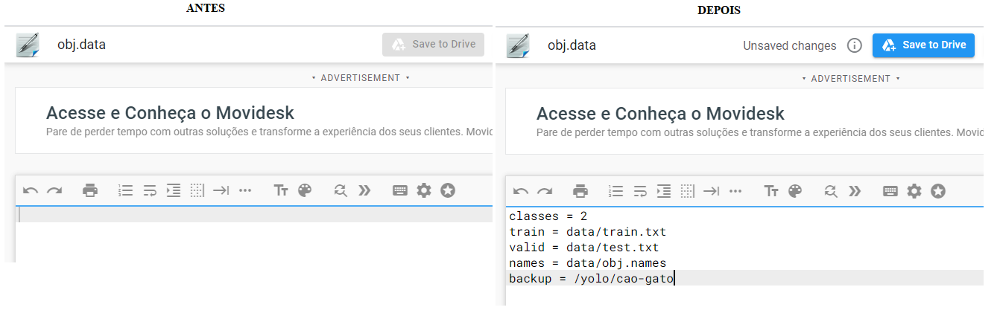 ANTES
obj.data
Save to Drive
ADVERTISEMENT
Acesse e Conheça o Movidesk
Pare de perder tempo com outras soluções e transforme a experiência dos seus clientes. Movid
DEPOIS
obj.data
Unsaved changes
Save to Drive
ADVERTISEMENT
Acesse e Conheça o Movidesk
Pare de perder tempo com outras soluções e transforme a experiência dos seus clientes. Movid
classes = 2
train = data/train.txt
valid = data/test.txt
names = data/obj.names
backup = /yolo/cao-gato